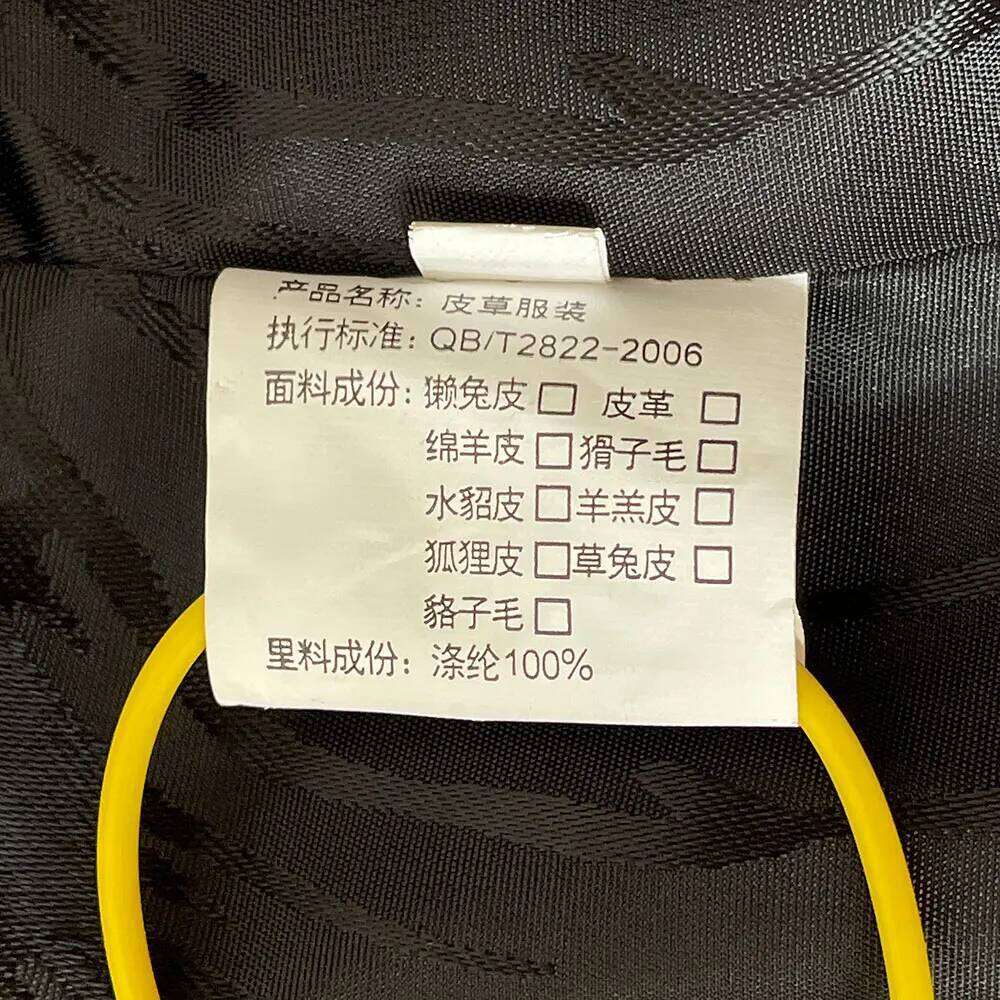 产品名称：皮草服装
执行标准：QB/T2822-2006
面料成份：獭兔皮□ 皮革□
绵羊皮□ 猾子毛□
水貂皮□ 羊羔皮□
狐狸皮□ 草兔皮□
貉子毛□
里料成份：涤纶100%